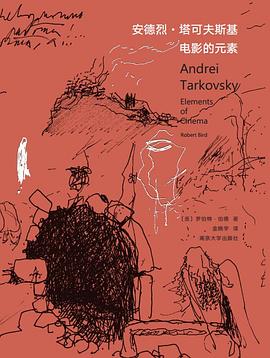 安德烈·塔可夫斯基
电影的元素
Andrei
Tarkovsky
Elements
of
Cinema
Robert Bird
［美］罗伯特·伯德 著
金晓宇 译
南京大学出版社